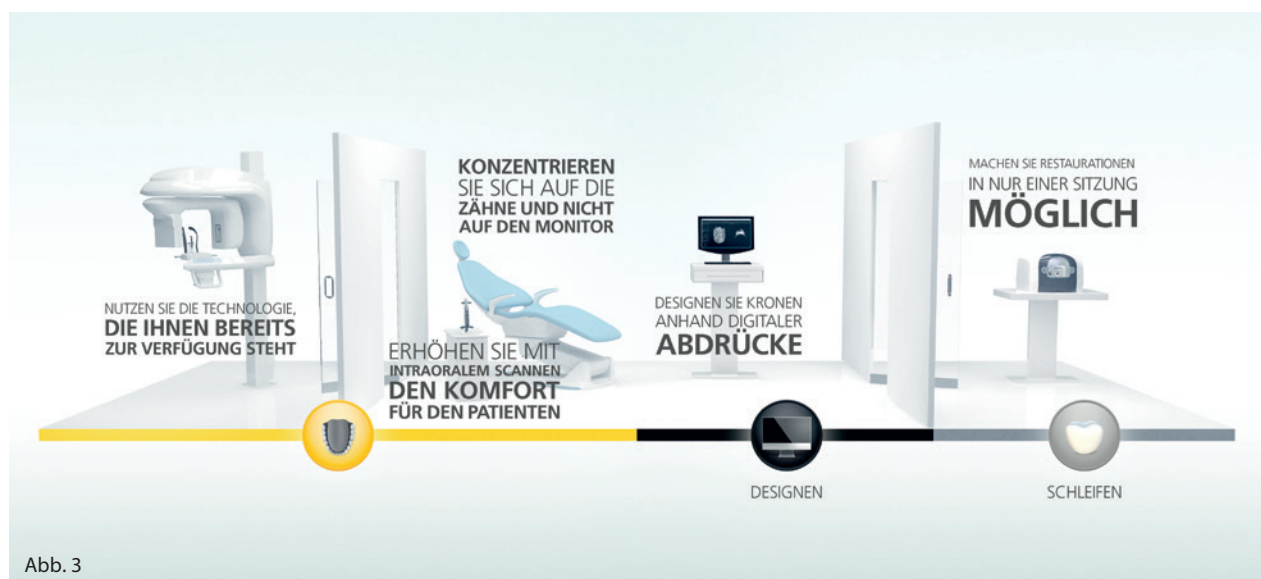 NUTZEN SIE DIE TECHNOLOGIE,
DIE IHNEN BEREITS
ZUR VERFÜGUNG STEHT
KONZENTRIEREN
SIE SICH AUF DIE
ZÄHNE UND NICHT
AUF DEN MONITOR
ERHÖHEN SIE MIT
INTRAORALEM SCANNEN
DEN KOMFORT
FÜR DEN PATIENTEN
DESIGNEN SIE KRONEN
ANHAND DIGITALER
ABDRÜCKE
MACHEN SIE RESTAURATIONEN
IN NUR EINER SITZUNG
MÖGLICH
DESIGNEN
SCHLEIFEN
Abb. 3